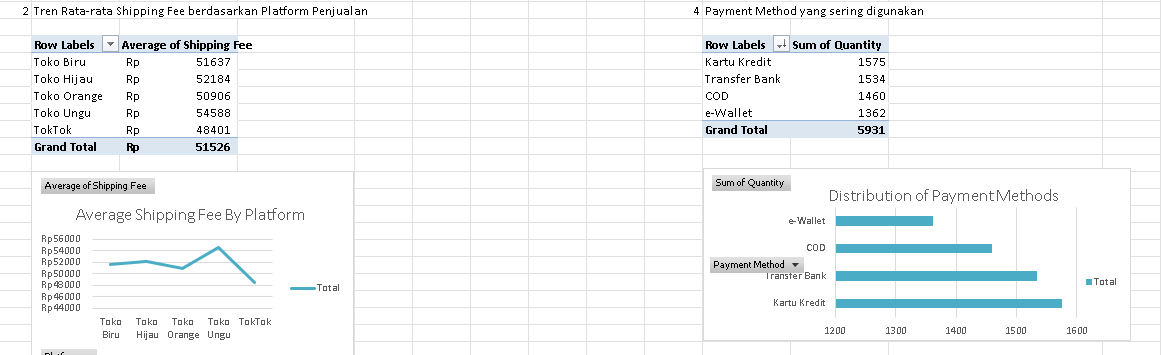 2 Tren Rata-rata Shipping Fee berdasarkan Platform Penjualan
Row Labels Average of Shipping Fee
Toko Biru Rp 51637
Toko Hijau Rp 52184
Toko Orange Rp 50906
Toko Ungu Rp 54588
TokTok Rp 48401
Grand Total Rp 51526
Average of Shipping Fee
Average Shipping Fee By Platform
Rp56000
Rp54000
Rp52000
Rp50000
Rp48000
Rp46000
Rp44000
Toko Biru
Toko Hijau
Toko Orange
Toko Ungu
TokTok
Total
4 Payment Method yang sering digunakan
Row Labels Sum of Quantity
Kartu Kredit 1575
Transfer Bank 1534
COD 1460
e-Wallet 1362
Grand Total 5931
Sum of Quantity
Distribution of Payment Methods
e-Wallet
COD
Payment Method
Transfer Bank
Kartu Kredit
Total
1200 1300 1400 1500 1600